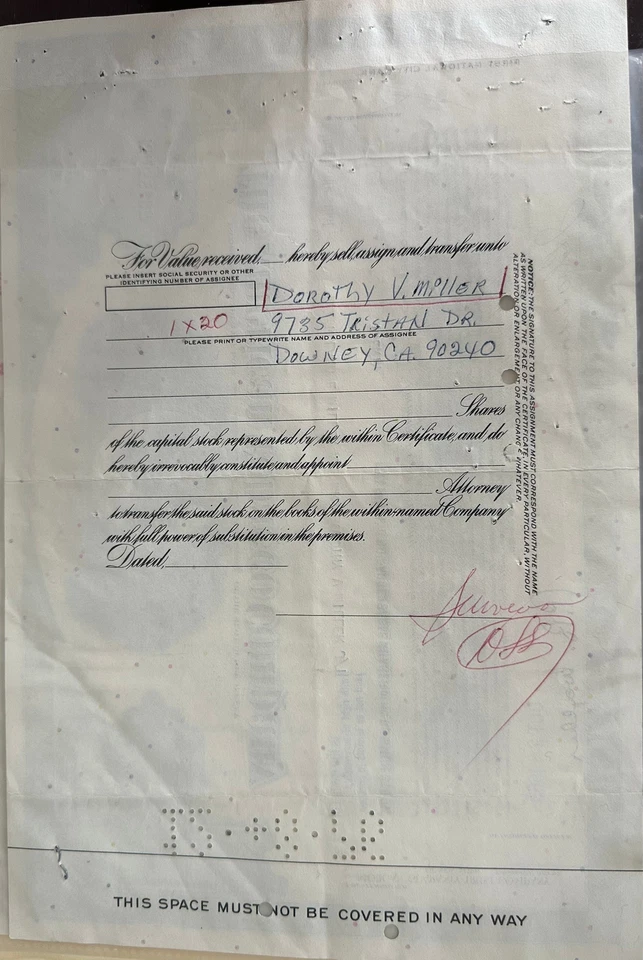 For Value received, ___ hereby sell, assign, and transfer unto
PLEASE INSERT SOCIAL SECURITY OR OTHER
IDENTIFYING NUMBER OF ASSIGNEE
DOROTHY V.
1 X 20
9735 TRISTAN DR.
PLEASE PRINT OR TYPEWRITE NAME AND ADDRESS OF ASSIGNEE
DOWNEY, CA. 90240
Shares
of the capital stock represented by the within Certificate, and do
hereby irrevocably constitute and appoint
Attorney
to transfer the said stock on the books of the within-named Company
with full power of substitution in the premises.
Dated,
NOTICE: THE SIGNATURE TO THIS ASSIGNMENT MUST CORRESPOND WITH THE NAME
AS WRITTEN UPON THE FACE OF THE CERTIFICATE, IN EVERY PARTICULAR, WITHOUT
ALTERATION OR ENLARGEMENT OR ANY CHANGE WHATEVER.
THIS SPACE MUST NOT BE COVERED IN ANY WAY